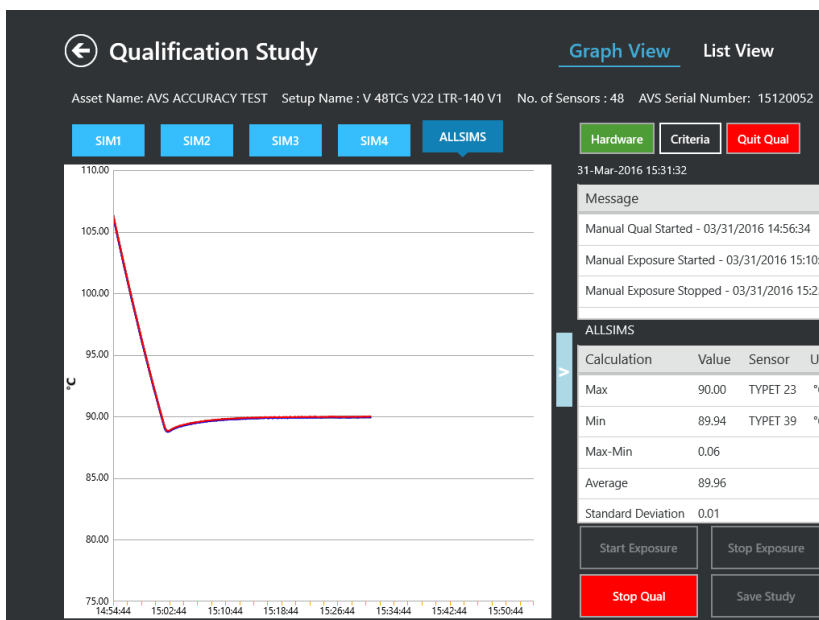 Qualification Study
Graph View
List View
Asset Name: AVS ACCURACY TEST Setup Name : V 48TCs V22 LTR-140 V1 No. of Sensors : 48 AVS Serial Number: 15120052
SIM1
SIM2
SIM3
SIM4
ALLSIMS
Hardware
Criteria
Quit Qual
31-Mar-2016 15:31:32
Message
Manual Qual Started - 03/31/2016 14:56:34
Manual Exposure Started - 03/31/2016 15:10:
Manual Exposure Stopped - 03/31/2016 15:2
ALLSIMS
Calculation Value Sensor U
Max 90.00 TYPET 23 °
Min 89.94 TYPET 39 °
Max-Min 0.06
Average 89.96
Standard Deviation 0.01
Start Exposure
Stop Exposure
Stop Qual
Save Study
>
°C
110.00
105.00
100.00
95.00
90.00
85.00
80.00
75.00
14:54:44 15:02:44 15:10:44 15:18:44 15:26:44 15:34:44 15:42:44 15:50:44